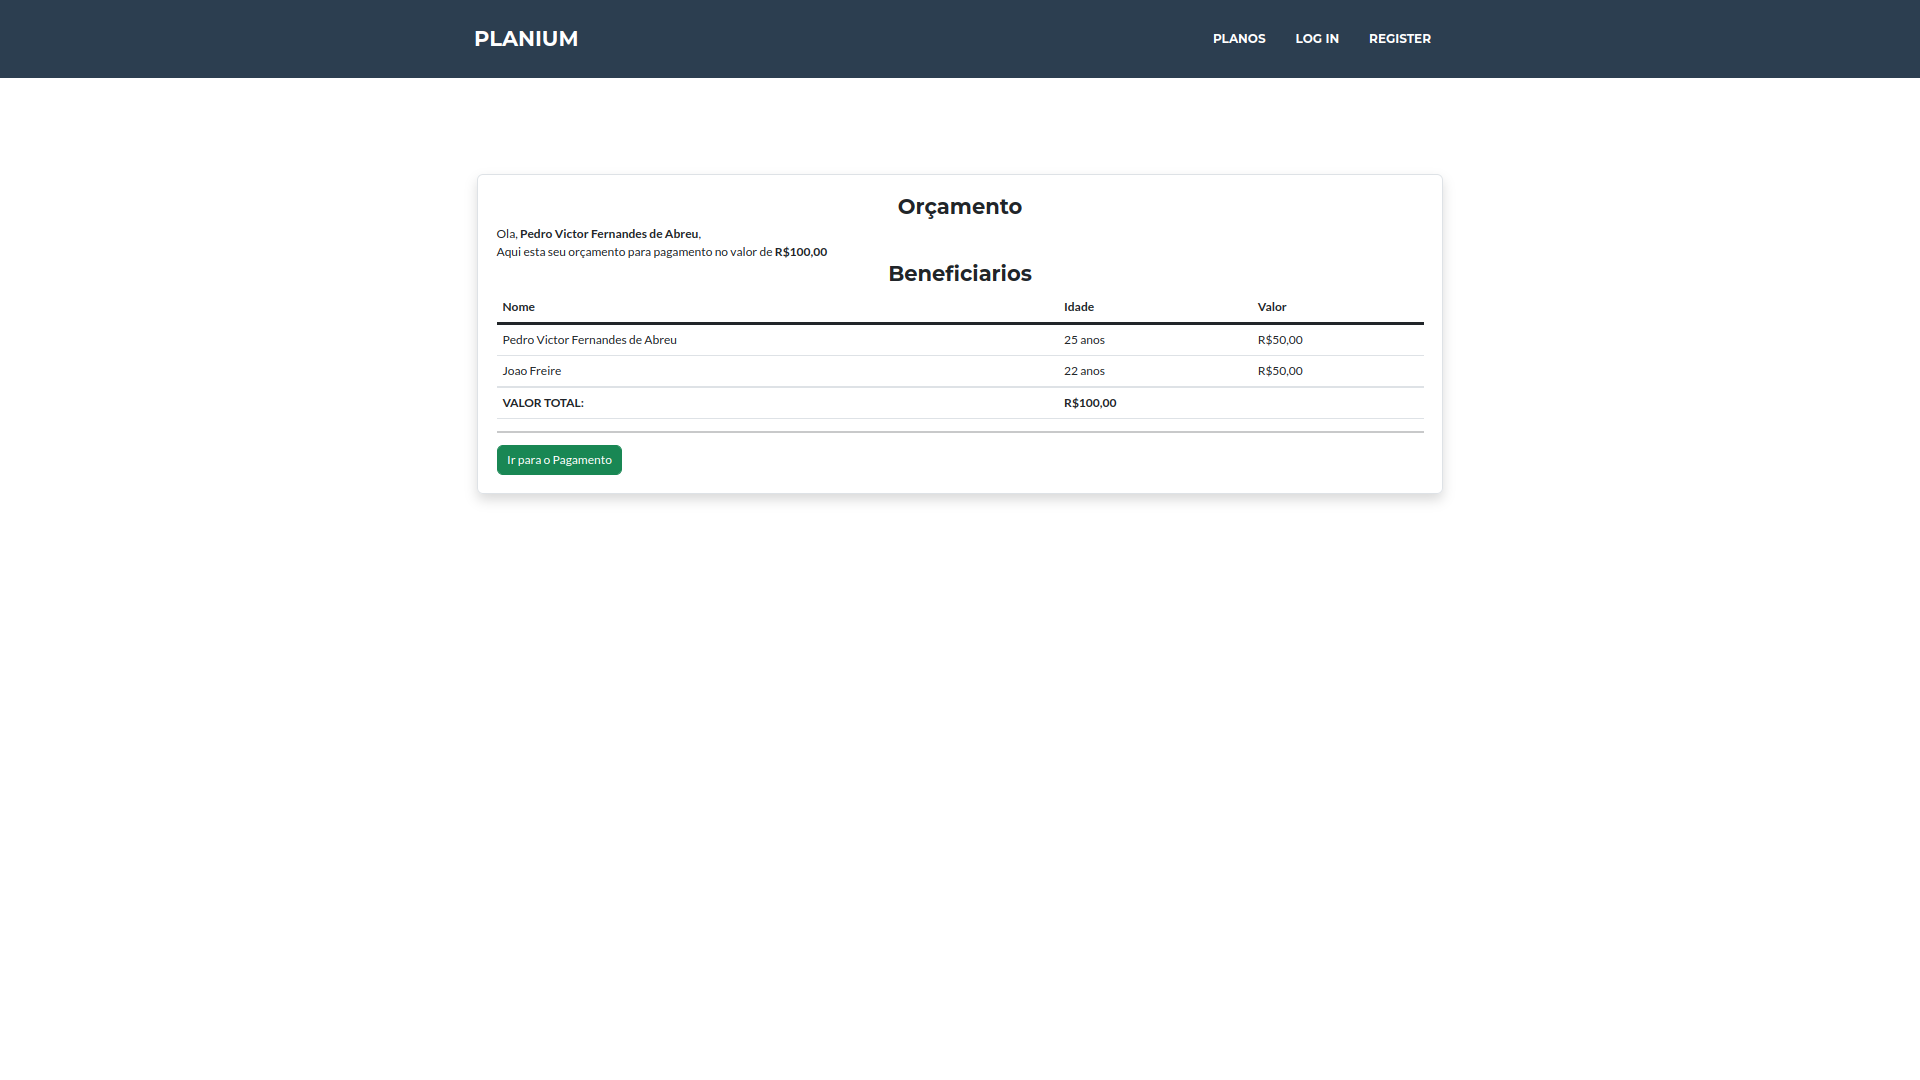 PLANIUM PLANOS LOG IN REGISTER
Orçamento
Ola, Pedro Victor Fernandes de Abreu,
Aqui esta seu orçamento para pagamento no valor de R$100,00
Beneficiarios
Nome Idade Valor
Pedro Victor Fernandes de Abreu 25 anos R$50,00
Joao Freire 22 anos R$50,00
VALOR TOTAL: R$100,00
Ir para o Pagamento